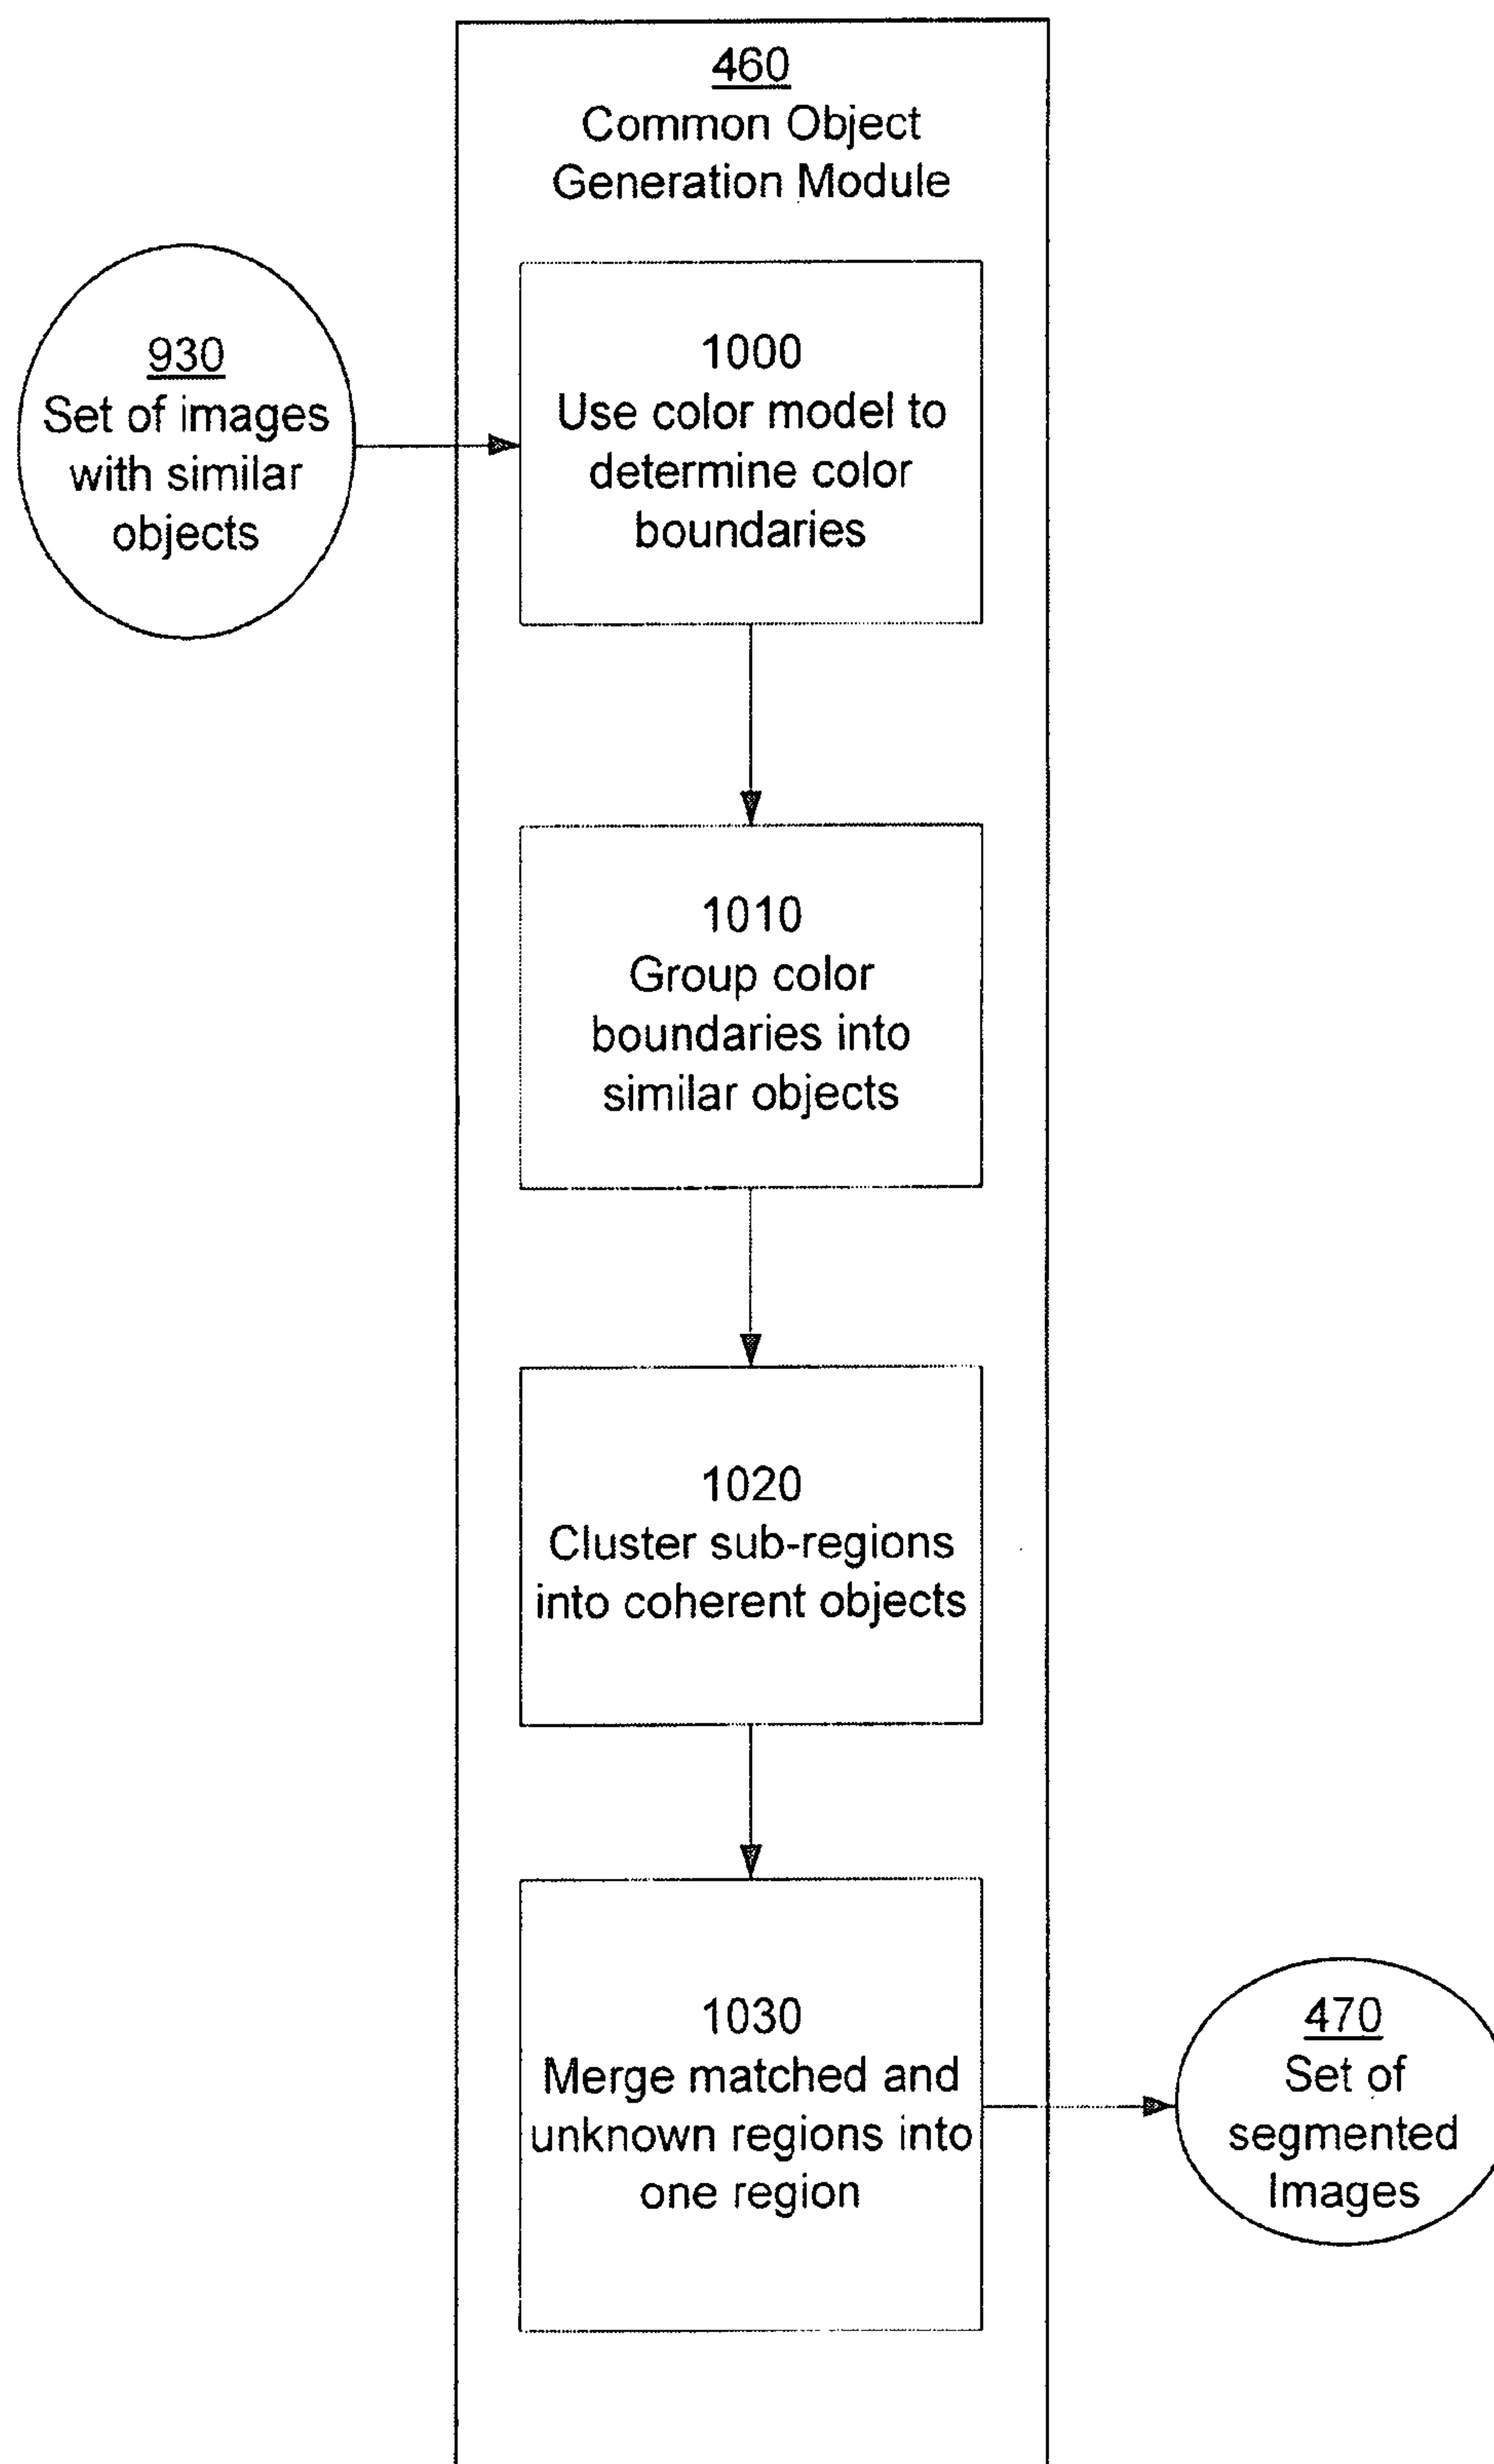 460
Common Object
Generation Module
930
Set of images
with similar
objects
1000
Use color model to
determine color
boundaries
1010
Group color
boundaries into
similar objects
1020
Cluster sub-regions
into coherent objects
1030
Merge matched and
unknown regions into
one region
470
Set of
segmented
Images